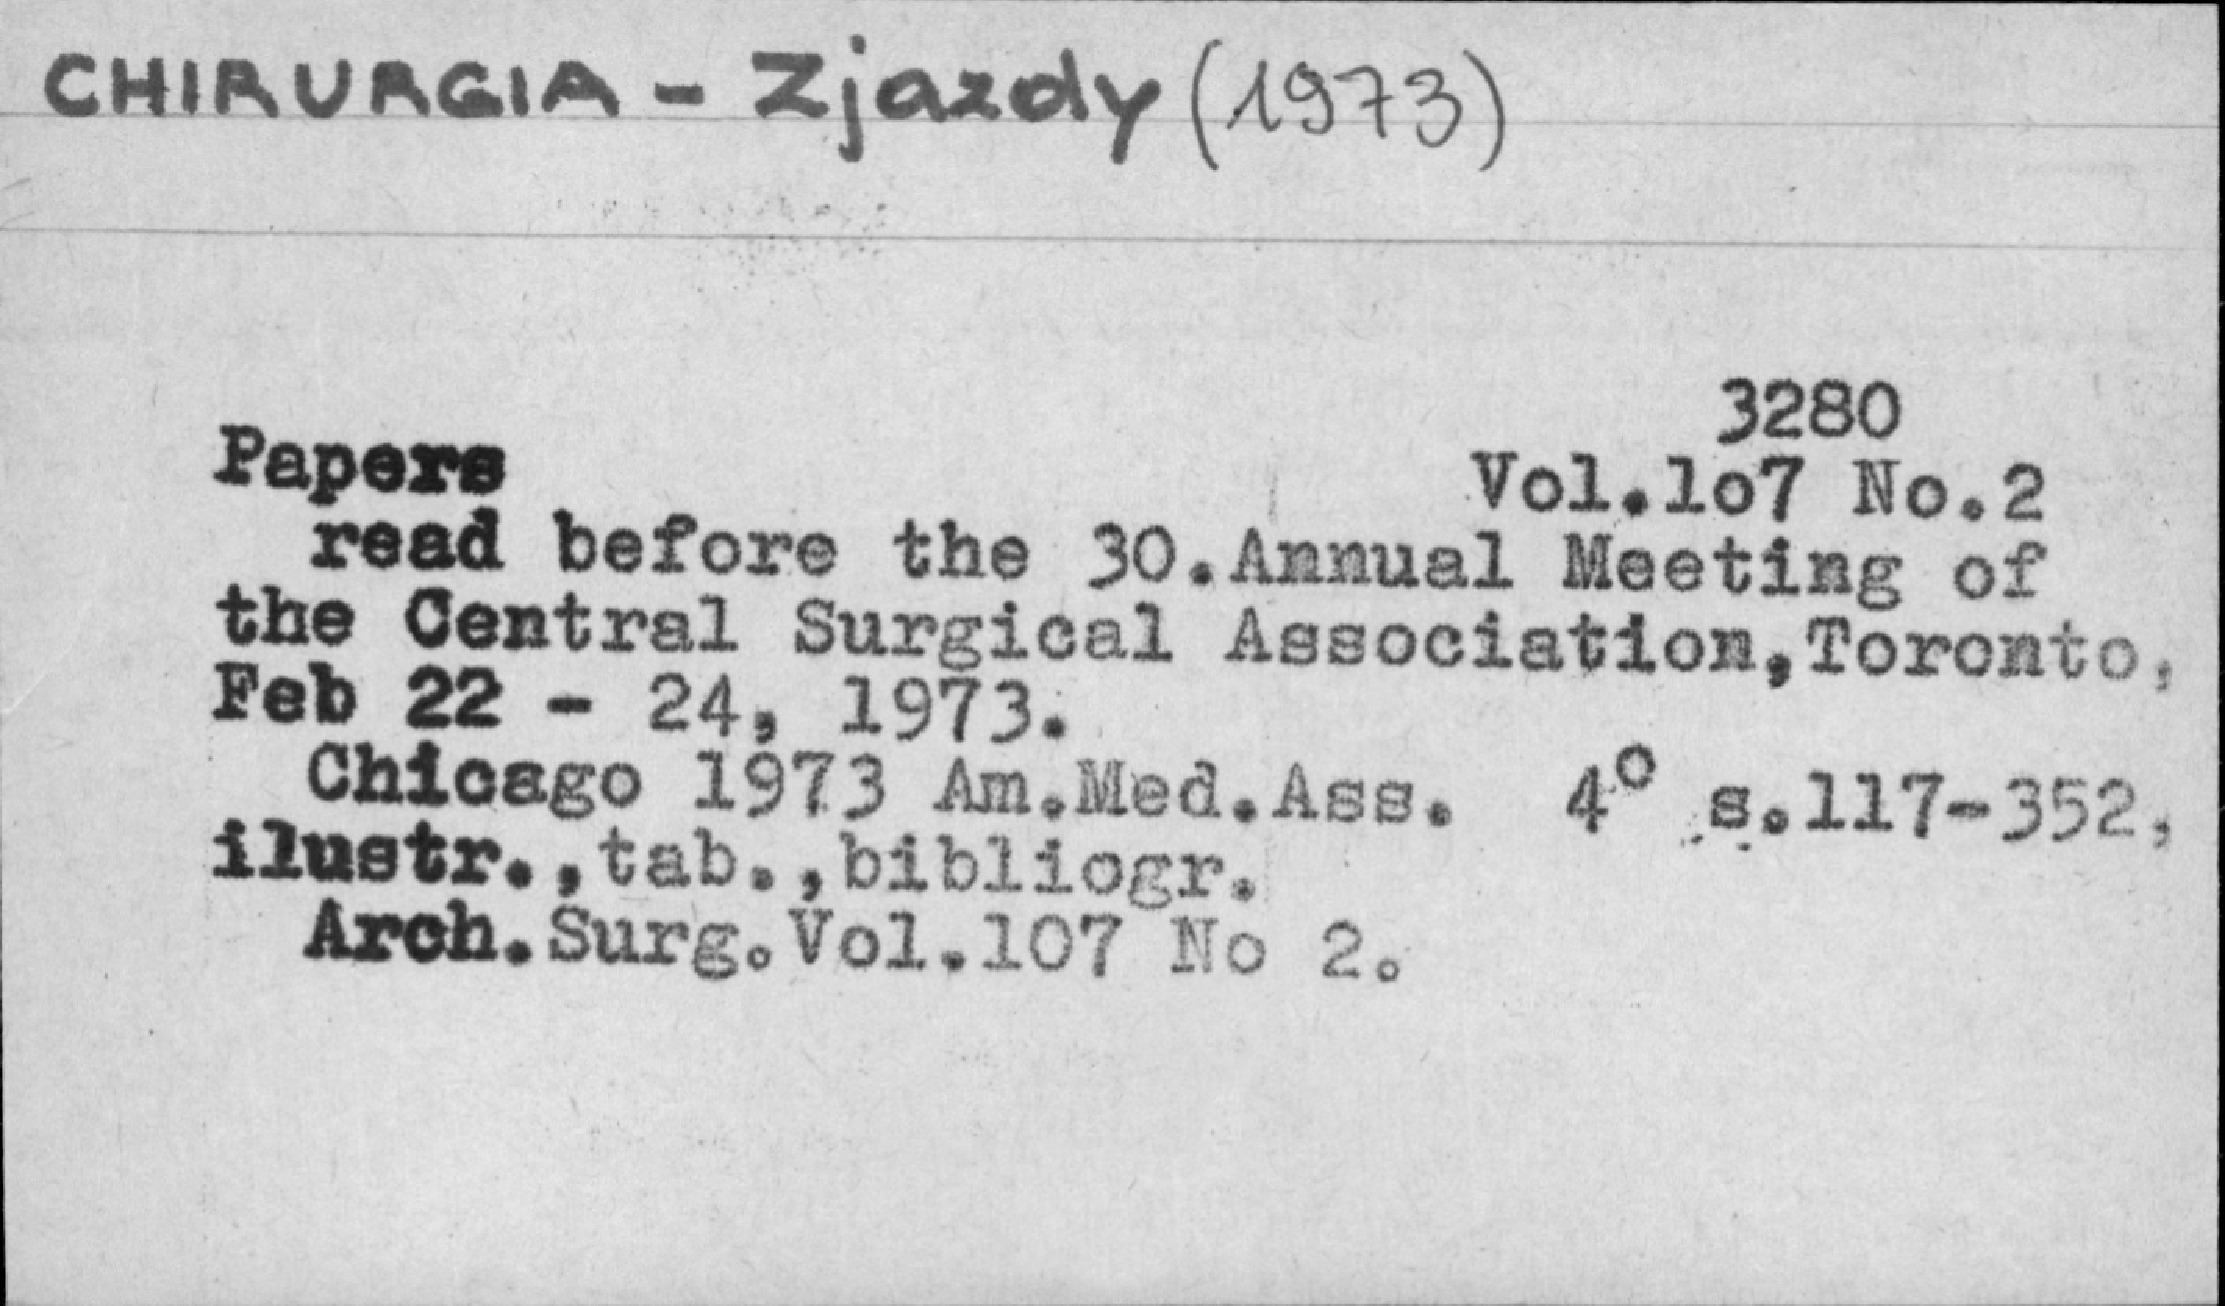 CHIRURGIA - Zjazdy (1973)
3280
Papers
Vol.lo7 No.2
read before the 30.Annual Meeting of
the Central Surgical Association,Toronto,
Feb 22 - 24, 1973.
Chicago 1973 Am.Med.Ass. 4° s.117-352,
ilustr.,tab.,bibliogr.
Arch.Surg.Vol.107 No 2.